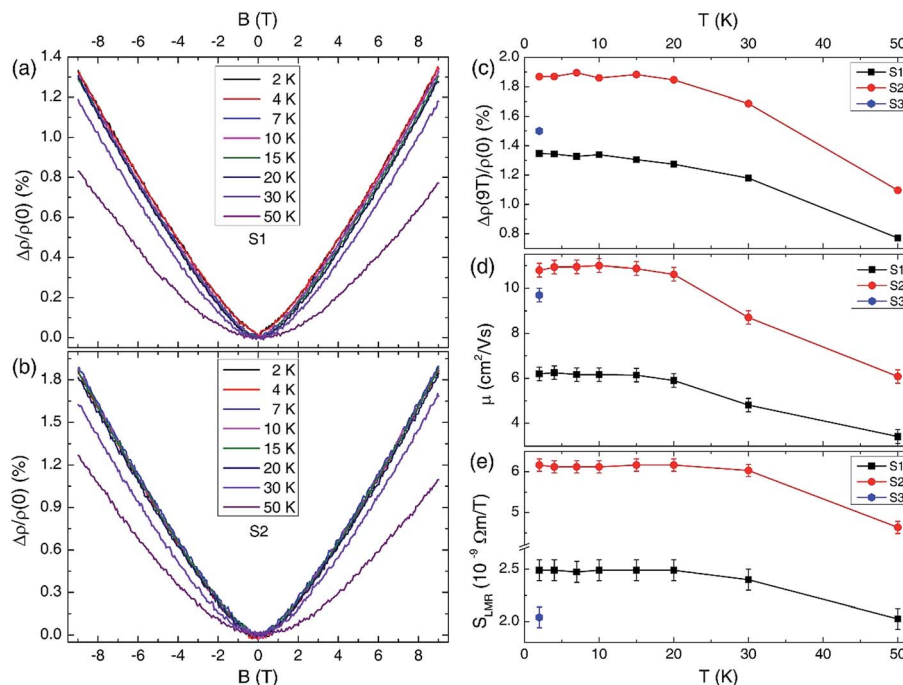 B (T)
-8 -6 -4 -2 0 2 4 6 8
(a)
1.4
1.2
1.0
0.8
0.6
0.4
0.2
0.0
Δρ/ρ(0) (%)
2 K
4 K
7 K
10 K
15 K
20 K
30 K
50 K
S1
(b)
1.8
1.5
1.2
0.9
0.6
0.3
0.0
Δρ/ρ(0) (%)
2 K
4 K
7 K
10 K
15 K
20 K
30 K
50 K
S2
-8 -6 -4 -2 0 2 4 6 8
B (T)
T (K)
0 10 20 30 40 50
(c)
2.0
1.8
1.6
1.4
1.2
1.0
0.8
Δρ(9T)/ρ(0) (%)
S1
S2
S3
(d)
10
8
6
4
μ (cm²/Vs)
S1
S2
S3
(e)
6
5
2.5
2.0
S_LMR (10⁻⁹ Ωm/T)
S1
S2
S3
0 10 20 30 40 50
T (K)